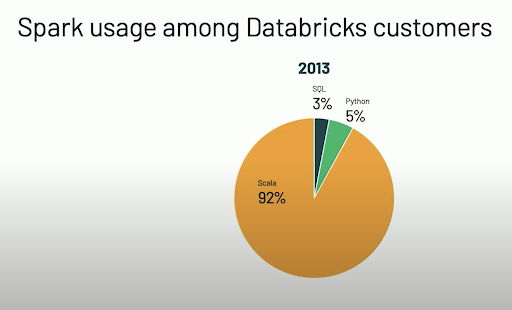 Spark usage among Databricks customers
2013
SQL
3%
Python
5%
Scala
92%